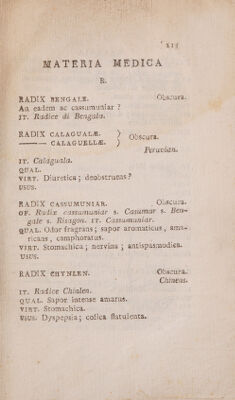 MATERIA MEDICA
R.
RADIX BENGALÆ. Obscura.
An eadem ac cassumuniar ?
IT. Radice di Bengala.
RADIX CALAGUALÆ. } Obscura.
——— CALAGUELLÆ. }
Peruvian.
IT. Calaguala.
QUAL.
VIRT. Diuretica ; deobstruens ?
USUS.
RADIX CASSUMUNIAR. Obscura.
OF. Radix cassumuniar s. Casumar s. Ben-
gale s. Risagon. IT. Cassumuniar.
QUAL. Odor fragrans ; sapor aromaticus, ama-
ricans, camphoratus.
VIRT. Stomachica ; nervina ; antispasmodica.
USUS.
RADIX CHYNLEN. Obscura.
Chinens.
IT. Radice Chinlen.
QUAL. Sapor intense amarus.
VIRT. Stomachica.
USUS. Dyspepsia ; colica flatulenta.